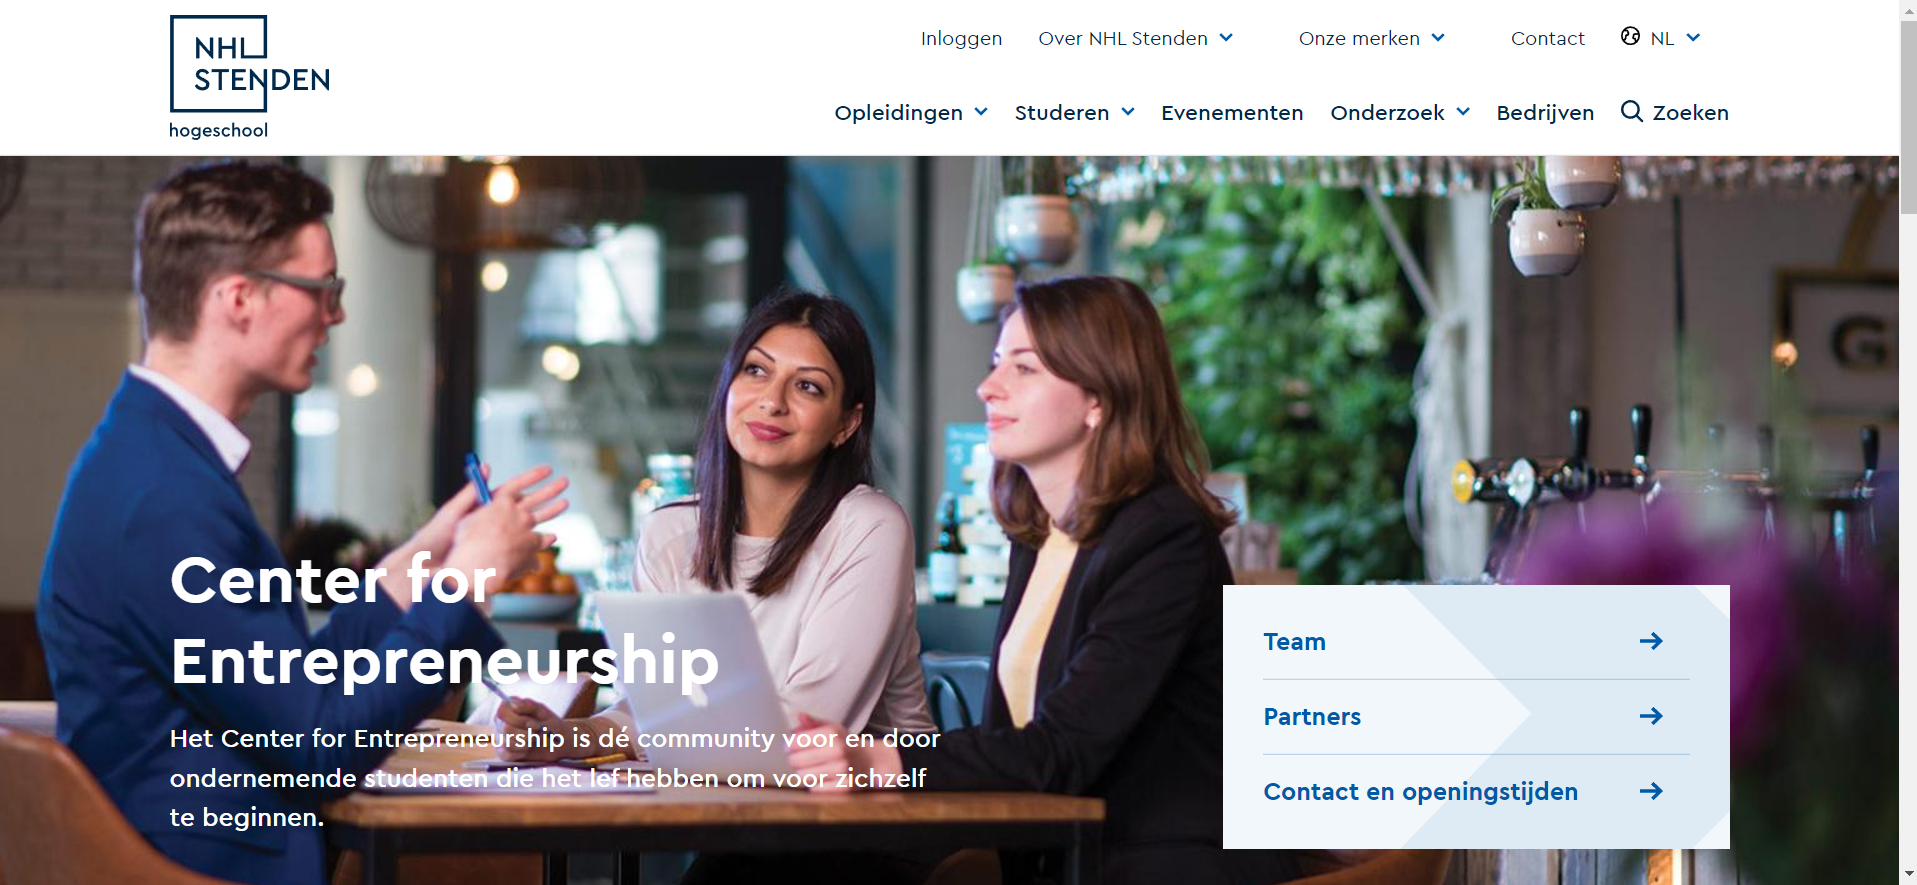 NHL
STENDEN
hogeschool
Inloggen
Over NHL Stenden
Onze merken
Contact
NL
Opleidingen
Studeren
Evenementen
Onderzoek
Bedrijven
Zoeken
Center for
Entrepreneurship
Het Center for Entrepreneurship is dé community voor en door
ondernemende studenten die het lef hebben om voor zichzelf
te beginnen.
Team
Partners
Contact en openingstijden
G